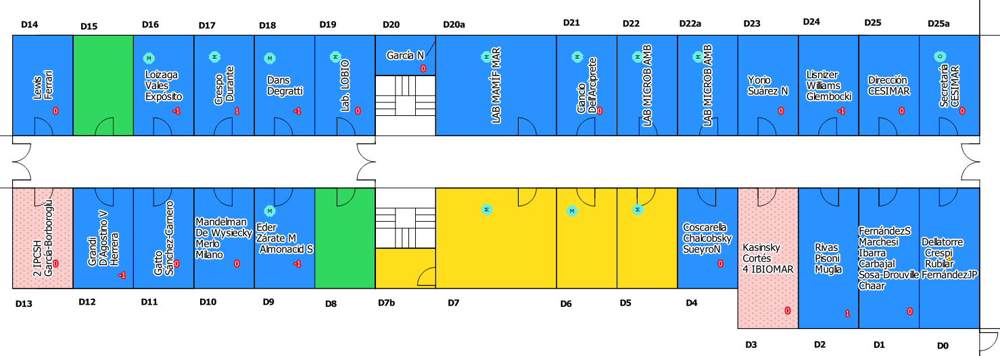 D14
D15
D16
D17
D18
D19
D20
D20a
D21
D22
D22a
D23
D24
D25
D25a
Lewis
Ferrari
0
M
Loizaga
Vales
Expósito
-1
M
Crespo
Durante
1
M
Dans
Degratti
-1
M
Lab. LOBIO
0
García N
0
M
LAB MAMÍF MAR
M
Ciancio
Dell'Arciprete
0
M
LAB MICROB AMB
M
LAB MICROB AMB
Yorio
Suárez N
0
Lisnizer
Williams
Glembocki
-1
Dirección
CESIMAR
0
C
Secretaría
CESIMAR
0
2 IPCSH
García-Borboroglu
0
Grandi
D'Agostino V
Herrera
-1
Gatto
Sánchez-Carnero
0
Mandelman
De Wysiecky
Merlo
Milano
0
M
Eder
Zárate M
Almonacid S
-1
M
M
M
Coscarella
Chalcobsky
SueyroN
0
Kasinsky
Cortés
4 IBIOMAR
0
Rivas
Pisoni
Muglia
1
FernándezS
Marchesi
Ibarra
Carbajal
Sosa-Drouville
Chaar
0
Dellatorre
Crespi
Rubilar
FernándezJP
D13
D12
D11
D10
D9
D8
D7b
D7
D6
D5
D4
D3
D2
D1
D0